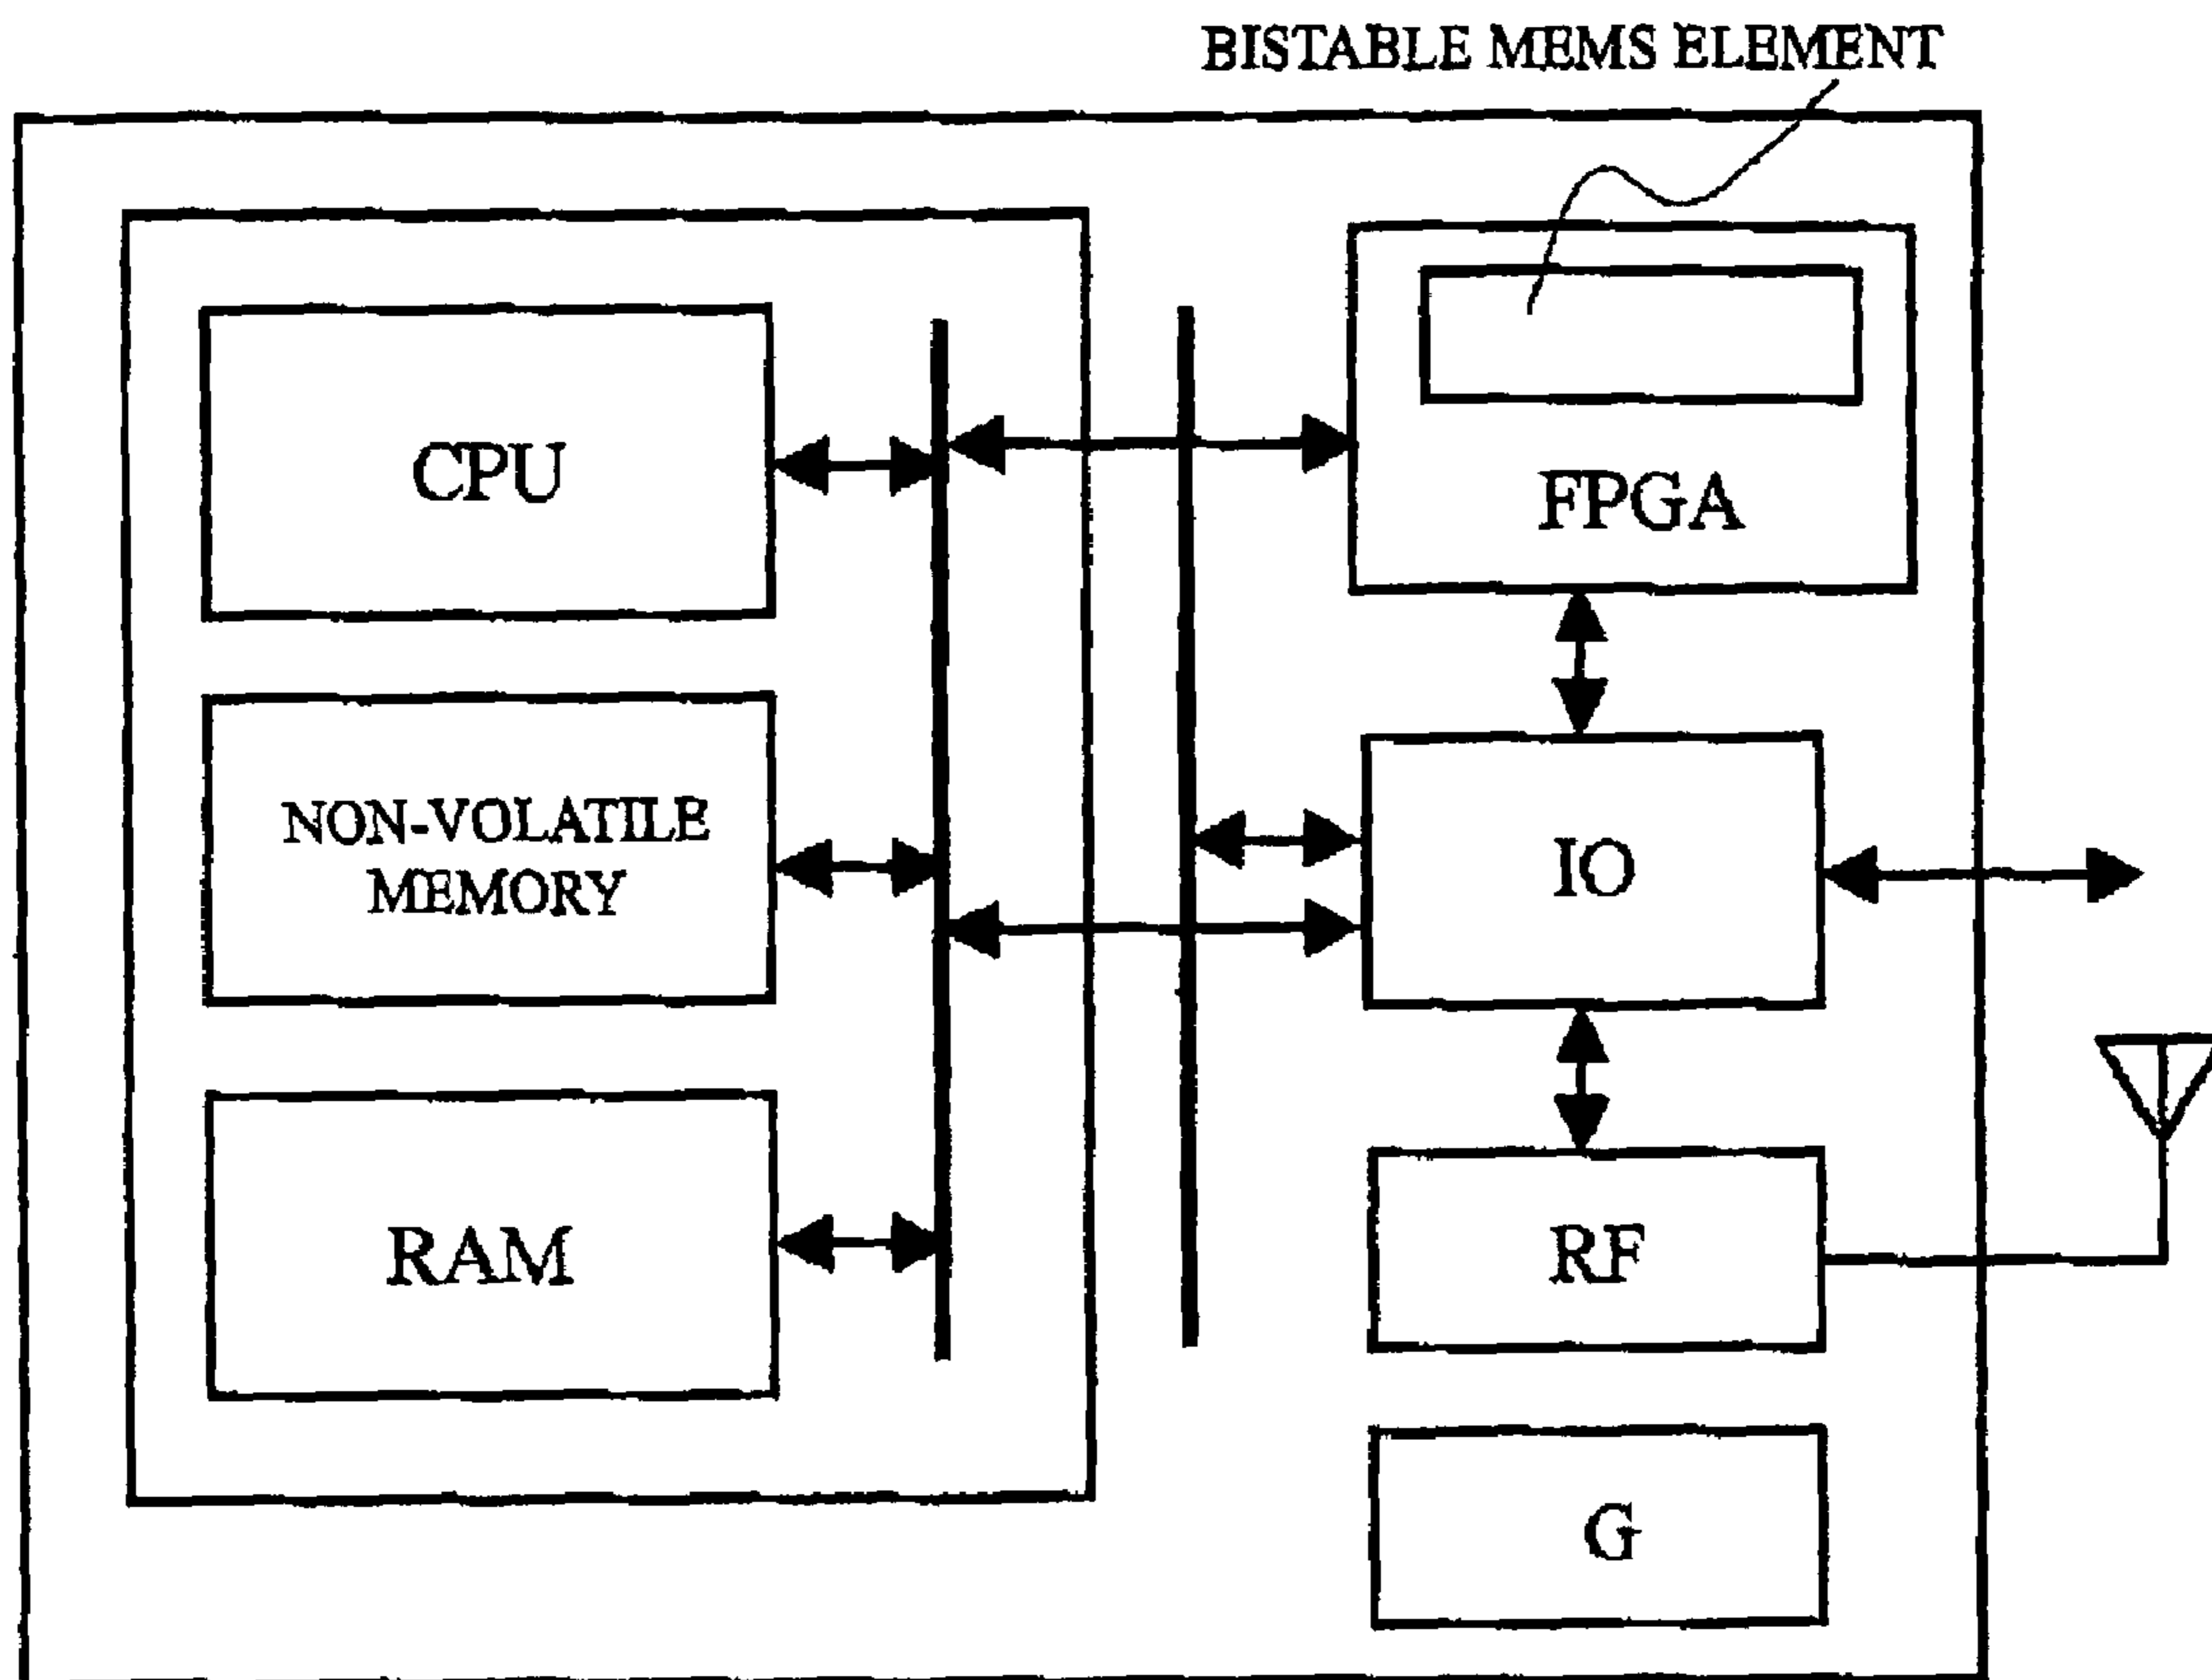 BISTABLE MEMS ELEMENT
CPU
FPGA
NON-VOLATILE
MEMORY
IO
RAM
RF
G